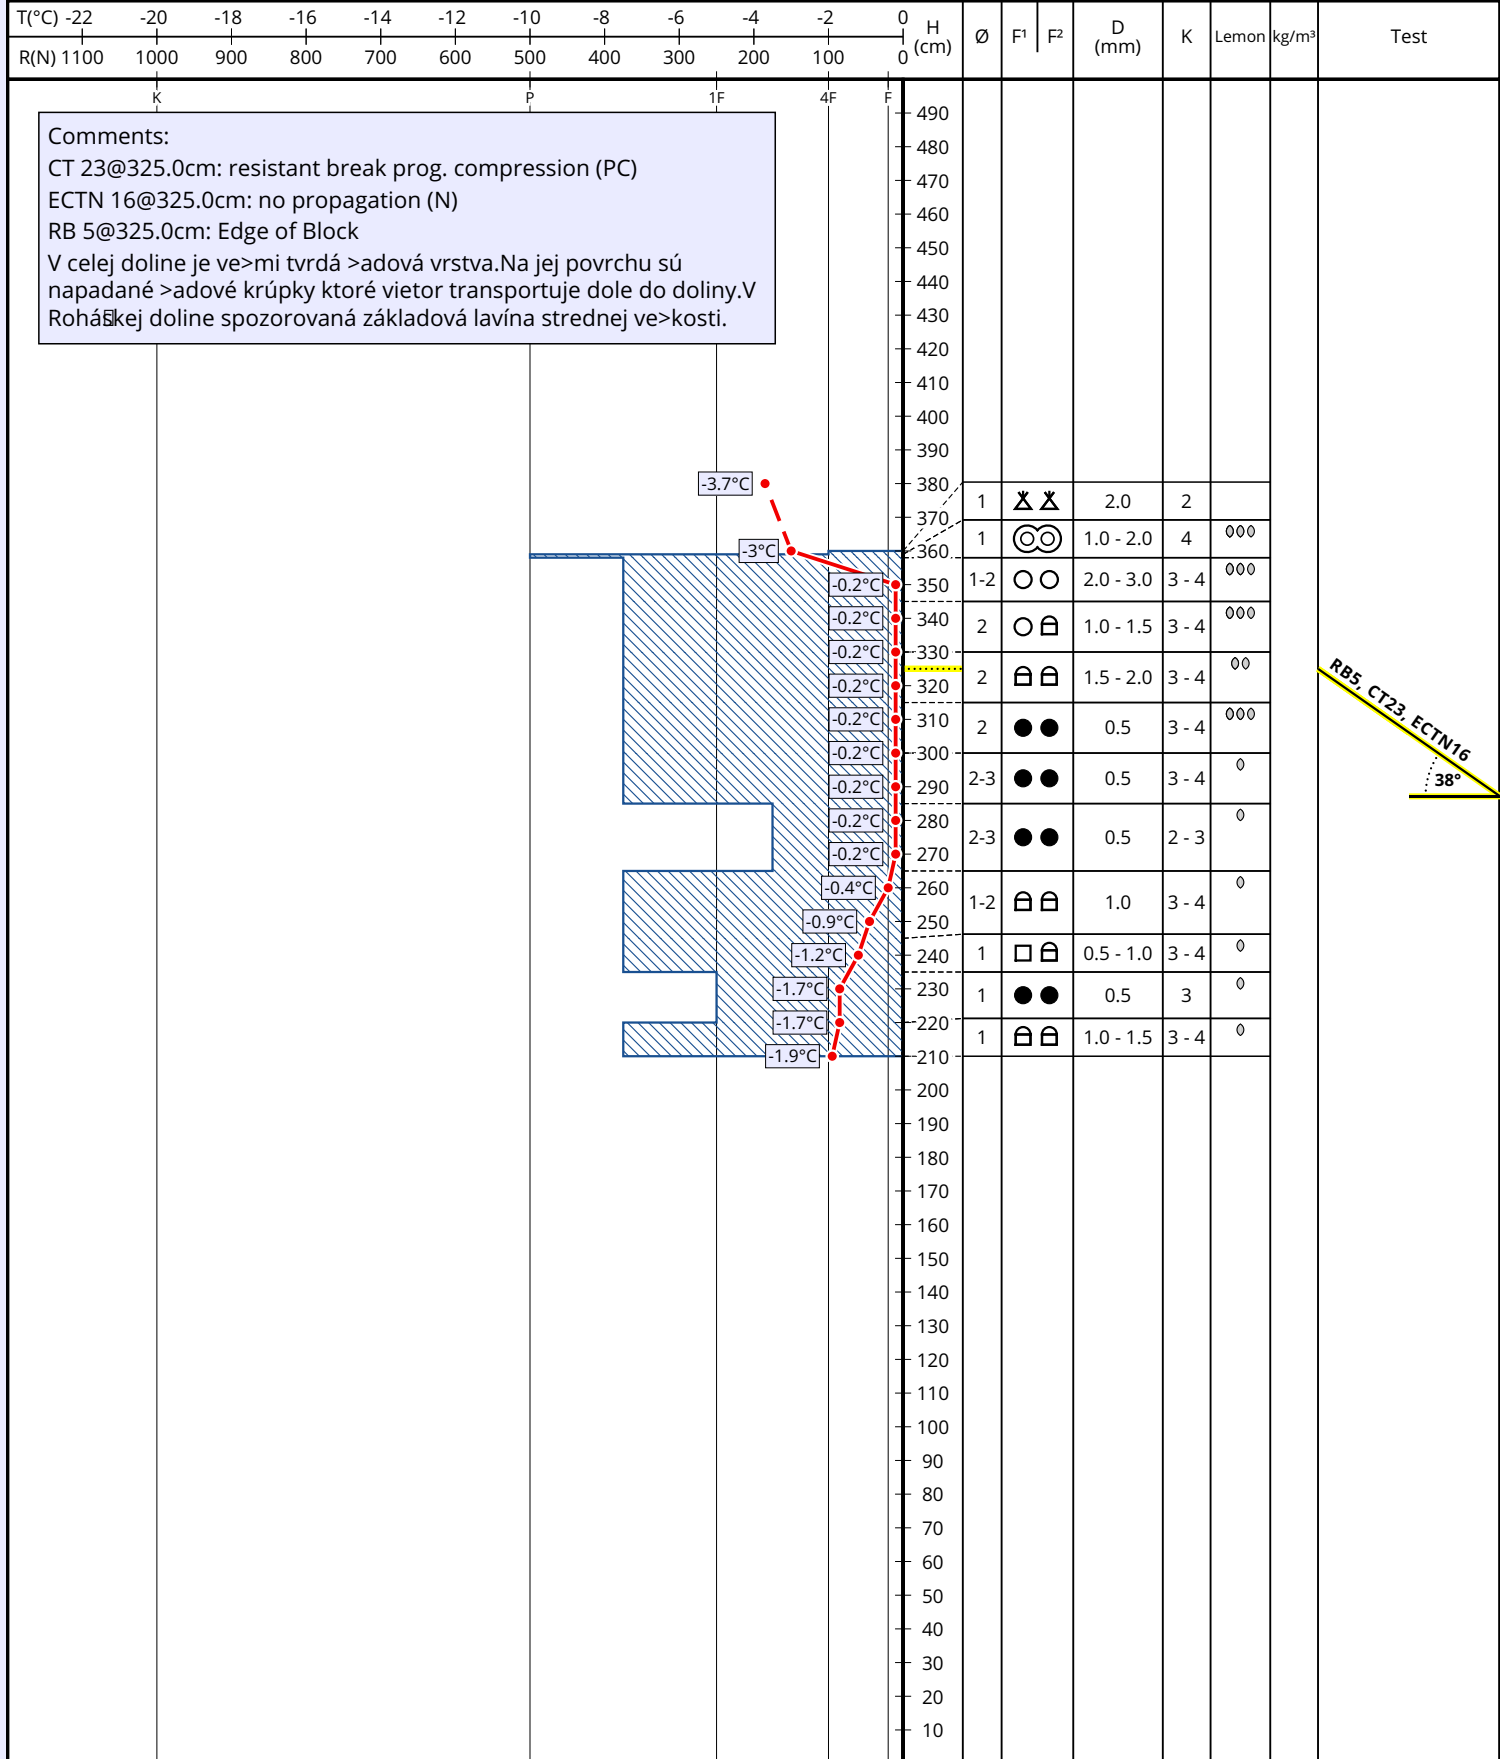 T(°C) -22 -20 -18 -16 -14 -12 -10 -8 -6 -4 -2 0
R(N) 1100 1000 900 800 700 600 500 400 300 200 100 0
H (cm) Ø F¹ F² D (mm) K Lemon kg/m³ Test
K P 1F 4F F
Comments:
CT 23@325.0cm: resistant break prog. compression (PC)
ECTN 16@325.0cm: no propagation (N)
RB 5@325.0cm: Edge of Block
V celej doline je ve>mi tvrdá >adová vrstva.Na jej povrchu sú
napadané >adové krúpky ktoré vietor transportuje dole do doliny.V
doline spozorovaná základová lavína strednej ve>kosti.
490
480
470
460
450
440
430
420
410
400
390
380
370
360
350
340
330
320
310
300
290
280
270
260
250
240
230
220
210
200
190
180
170
160
150
140
130
120
110
100
90
80
70
60
50
40
30
20
10
-3.7°C
-3°C
-0.2°C
-0.2°C
-0.2°C
-0.2°C
-0.2°C
-0.2°C
-0.2°C
-0.2°C
-0.2°C
-0.4°C
-0.9°C
-1.2°C
-1.7°C
-1.7°C
-1.9°C
1 2.0 2
1 1.0 - 2.0 4
1-2 2.0 - 3.0 3 - 4
2 1.0 - 1.5 3 - 4
2 1.5 - 2.0 3 - 4
2 0.5 3 - 4
2-3 0.5 3 - 4
2-3 0.5 2 - 3
1-2 1.0 3 - 4
1 0.5 - 1.0 3 - 4
1 0.5 3
1 1.0 - 1.5 3 - 4
RB5, CT23, ECTN16
38°